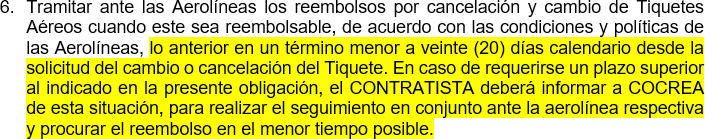 6. Tramitar ante las Aerolíneas los reembolsos por cancelación y cambio de Tiquetes
Aéreos cuando este sea reembolsable, de acuerdo con las condiciones y políticas de
las Aerolíneas, lo anterior en un término menor a veinte (20) días calendario desde la
solicitud del cambio o cancelación del Tiquete. En caso de requerirse un plazo superior
al indicado en la presente obligación, el CONTRATISTA deberá informar a COCREA
de esta situación, para realizar el seguimiento en conjunto ante la aerolínea respectiva
y procurar el reembolso en el menor tiempo posible.